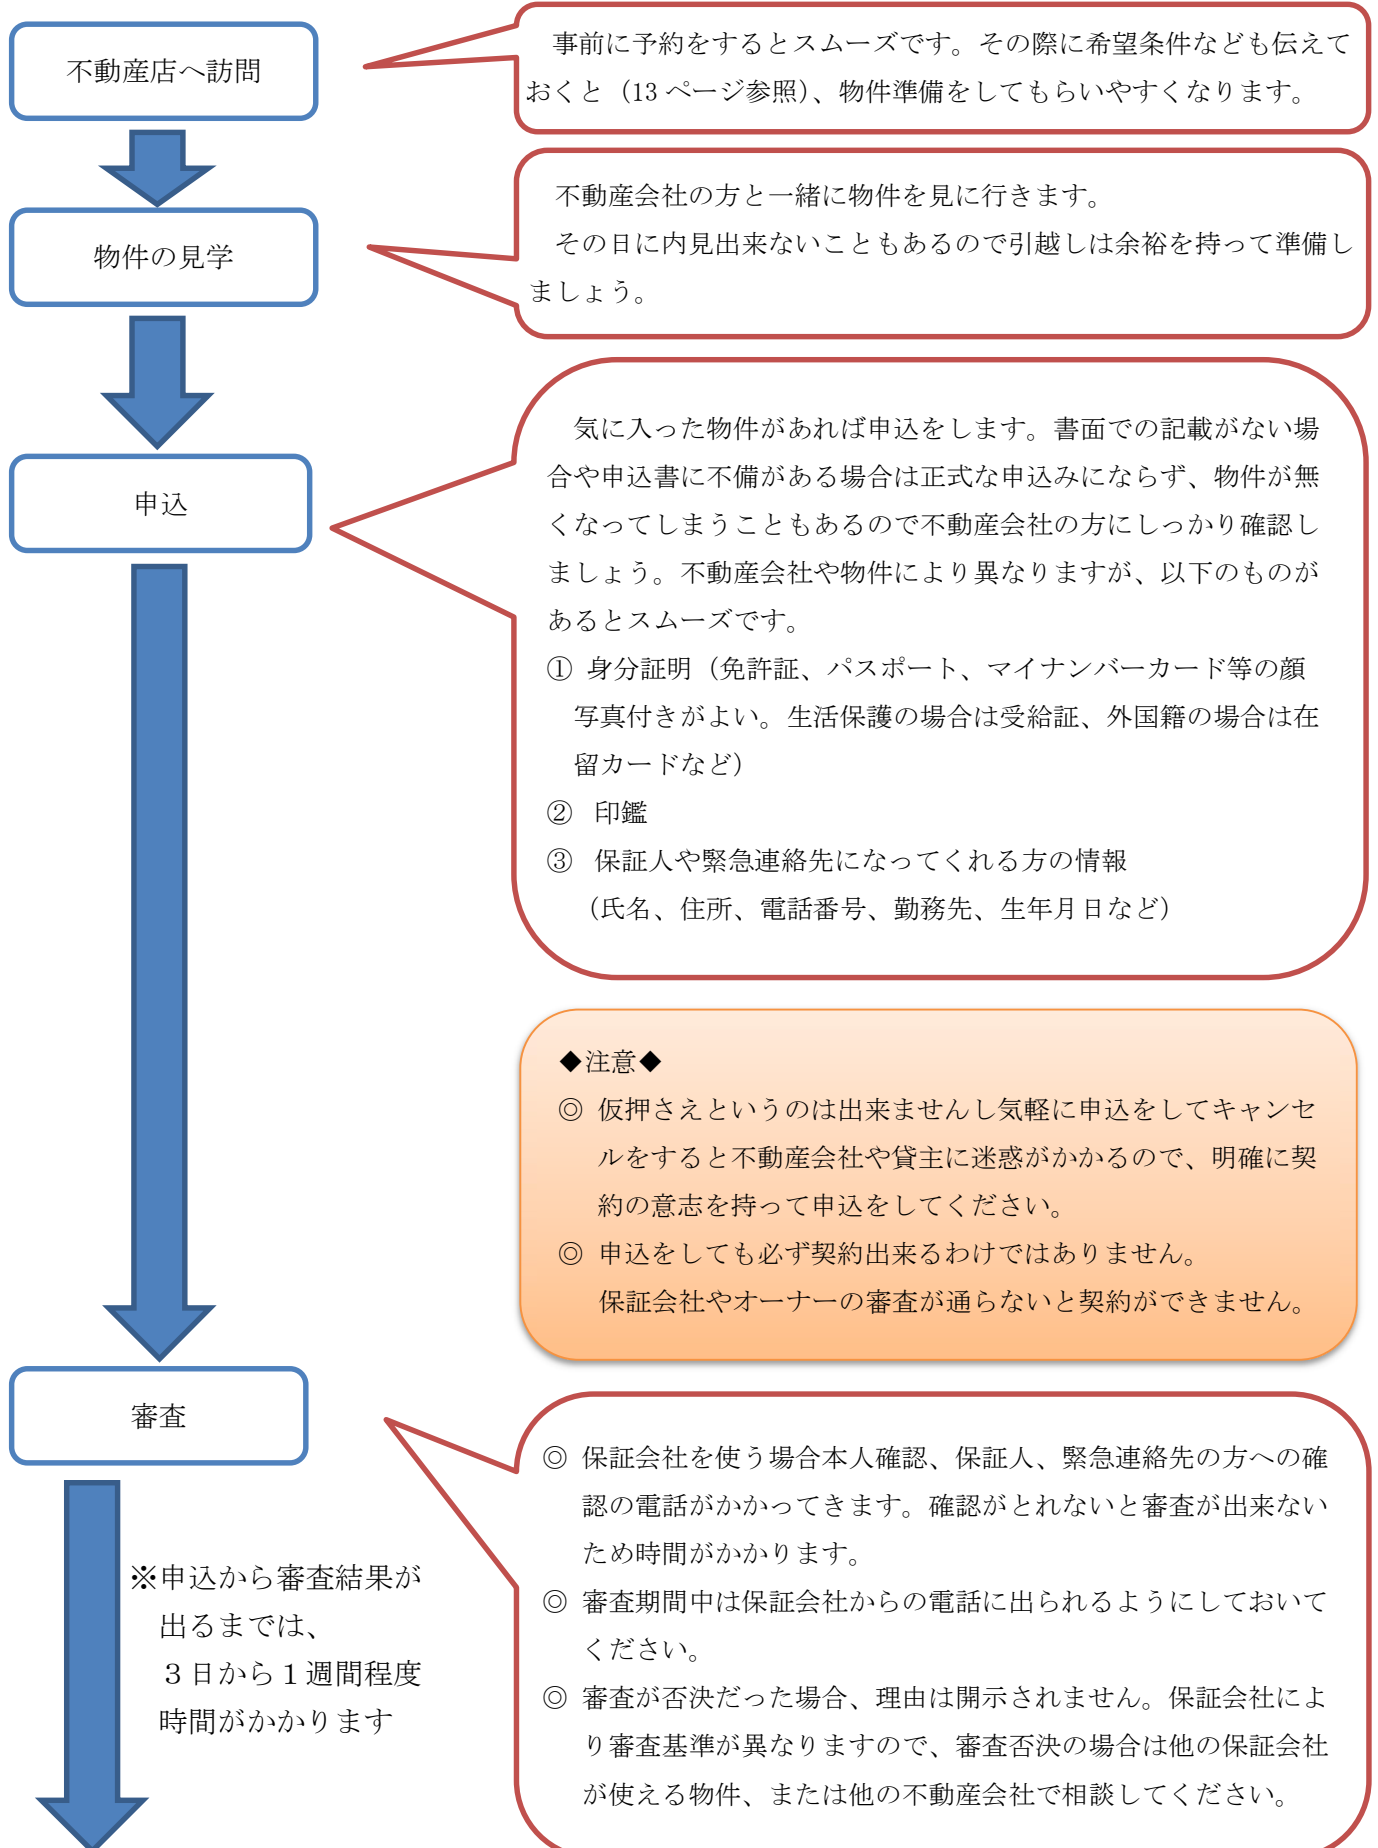 不動産店へ訪問
事前に予約をするとスムーズです。その際に希望条件なども伝えて
おくと（13 ページ参照）、物件準備をしてもらいやすくなります。
物件の見学
不動産会社の方と一緒に物件を見に行きます。
その日に内見出来ないこともあるので引越しは余裕を持って準備し
ましょう。
申込
気に入った物件があれば申込をします。書面での記載がない場
合や申込書に不備がある場合は正式な申込みにならず、物件が無
くなってしまうこともあるので不動産会社の方にしっかり確認し
ましょう。不動産会社や物件により異なりますが、以下のものが
あるとスムーズです。
① 身分証明（免許証、パスポート、マイナンバーカード等の顔
写真付きがよい。生活保護の場合は受給証、外国籍の場合は在
留カードなど）
② 印鑑
③ 保証人や緊急連絡先になってくれる方の情報
（氏名、住所、電話番号、勤務先、生年月日など）
◆注意◆
◎ 仮押さえというのは出来ませんし気軽に申込をしてキャンセ
ルをすると不動産会社や貸主に迷惑がかかるので、明確に契
約の意志を持って申込をしてください。
◎ 申込をしても必ず契約出来るわけではありません。
保証会社やオーナーの審査が通らないと契約ができません。
審査
※申込から審査結果が
出るまでは、
３日から１週間程度
時間がかかります
◎ 保証会社を使う場合本人確認、保証人、緊急連絡先の方への確
認の電話がかかってきます。確認がとれないと審査が出来ない
ため時間がかかります。
◎ 審査期間中は保証会社からの電話に出られるようにしておいて
ください。
◎ 審査が否決だった場合、理由は開示されません。保証会社によ
り審査基準が異なりますので、審査否決の場合は他の保証会社
が使える物件、または他の不動産会社で相談してください。